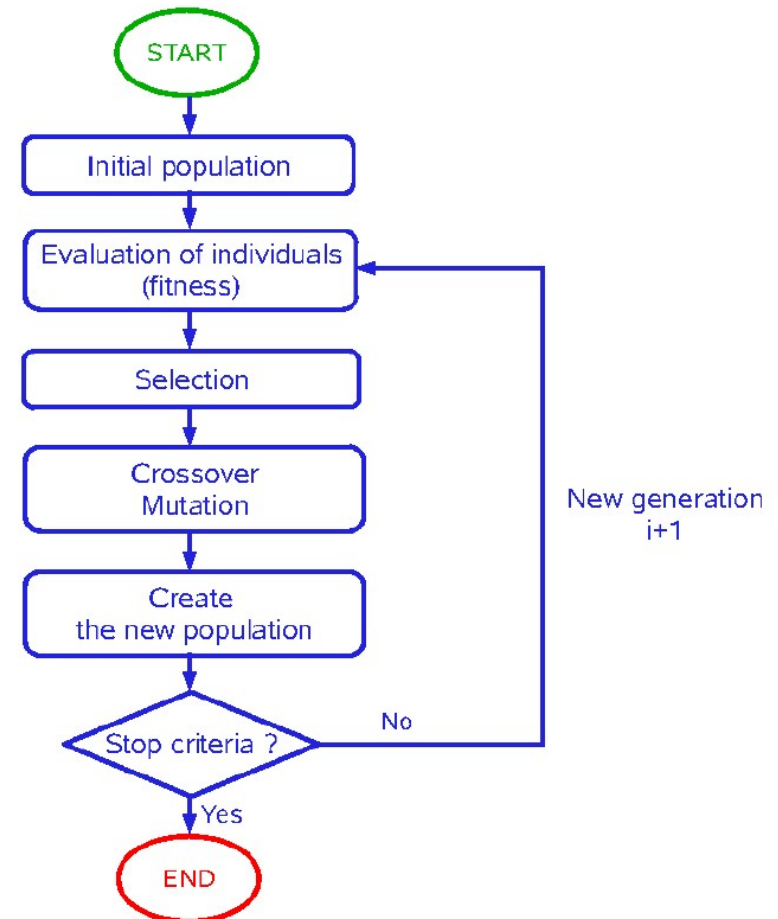 START
Initial population
Evaluation of individuals
(fitness)
Selection
Crossover
Mutation
New generation
i+1
Create
the new population
Stop criteria ?
No
Yes
END